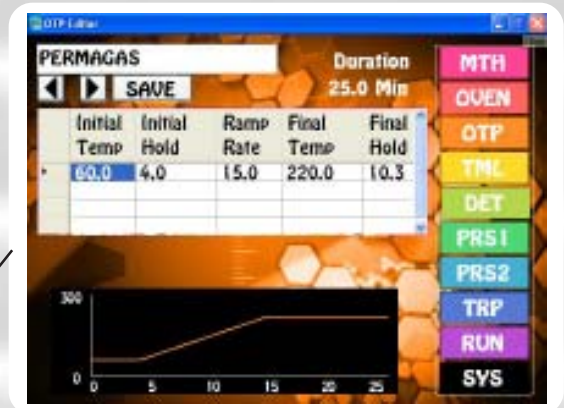 OTP Editor
PERMAGAS
Duration
25.0 Min
SAVE
Initial Temp Initial Hold Ramp Rate Final Temp Final Hold
60.0 4.0 15.0 220.0 10.3
300
0
0 5 10 15 20 25
MTH
OVEN
OTP
TML
DET
PRS1
PRS2
TRP
RUN
SYS